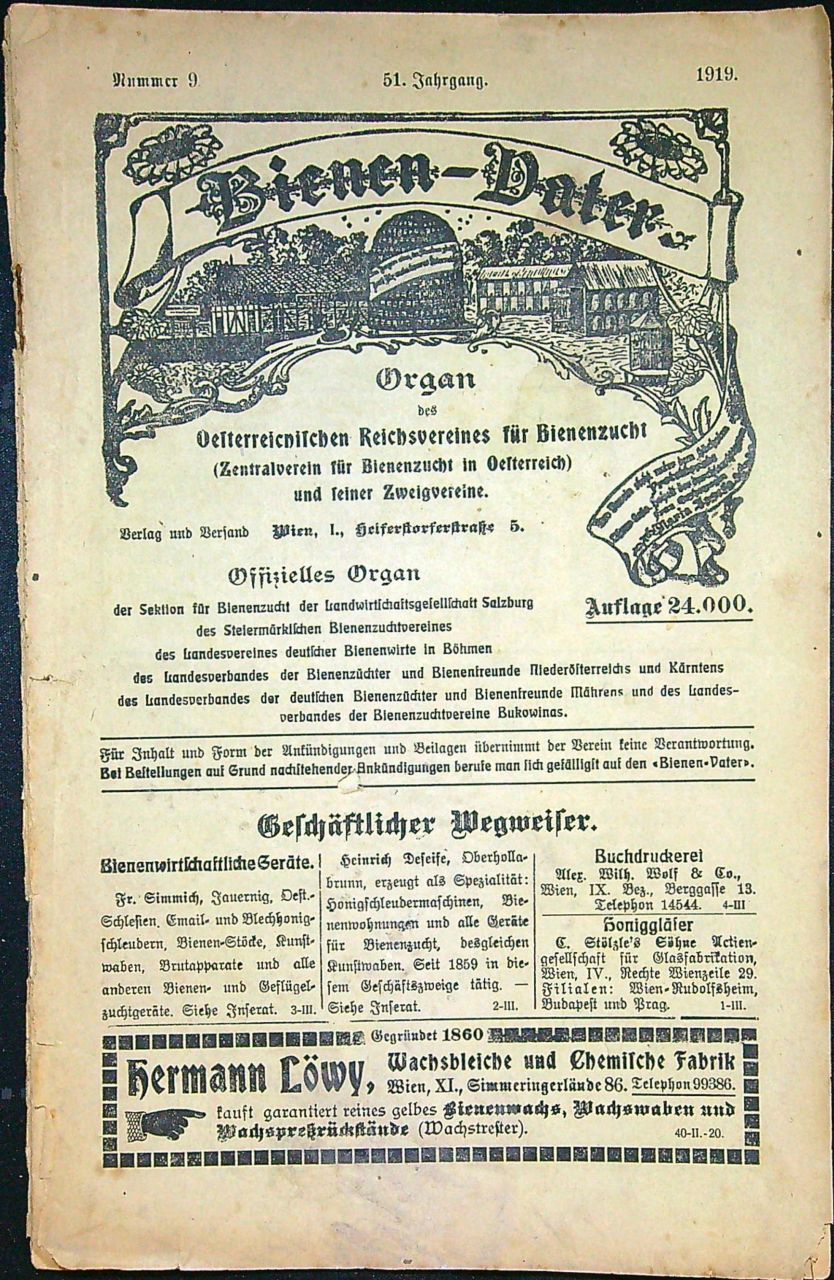 Nummer 9.
51. Jahrgang.
1919.
Bienen-Vater.
Organ
des
Oesterreichischen Reichsvereines für Bienenzucht
(Zentralverein für Bienenzucht in Oesterreich)
und seiner Zweigvereine.
Verlag und Versand Wien, I., Helferstorferstraße 5.
Offizielles Organ
der Sektion für Bienenzucht der Landwirtschaftsgesellschaft Salzburg
des Steiermärkischen Bienenzuchtvereines
des Landesvereines deutscher Bienenwirte in Böhmen
des Landesverbandes der Bienenzüchter und Bienenfreunde Niederösterreichs und Kärntens
des Landesverbandes der deutschen Bienenzüchter und Bienenfreunde Mährens und des Landes-
verbandes der Bienenzuchtvereine Bukowinas.
Auflage 24.000.
Für Inhalt und Form der Ankündigungen und Beilagen übernimmt der Verein keine Verantwortung.
Bei Bestellungen auf Grund nachstehender Ankündigungen berufe man sich gefälligst auf den «Bienen-Vater».
Geschäftlicher Wegweiser.
Bienenwirtschaftliche Geräte.
Fr. Simmich, Jauernig, Oest.-
Schlesien. Email- und Blechhonig-
schleudern, Bienen-Stöcke, Kunst-
waben, Brutapparate und alle
anderen Bienen- und Geflügel-
zuchtgeräte. Siehe Inserat. 3-III.
Heinrich Deseife, Oberholla-
brunn, erzeugt als Spezialität:
Honigschleudermaschinen, Bie-
nenwohnungen und alle Geräte
für Bienenzucht, desgleichen
Kunstwaben. Seit 1859 in die-
sem Geschäftszweige tätig. —
Siehe Inserat. 2-III.
Buchdruckerei
Alex. Wilh. Wolf & Co.,
Wien, IX. Bez., Berggasse 13.
Telephon 14544. 4-III
Honiggläser
C. Stölzle's Söhne Actien-
gesellschaft für Glasfabrikation,
Wien, IV., Rechte Wienzeile 29.
Filialen: Wien-Rudolfsheim,
Budapest und Prag. 1-III.
Gegründet 1860
Hermann Löwy, Wachsbleiche und Chemische Fabrik
Wien, XI., Simmeringerlände 86. Telephon 99386.
kauft garantiert reines gelbes Bienenwachs, Wachswaben und
Wachspreßrückstände (Wachstrester). 40-II.-20.